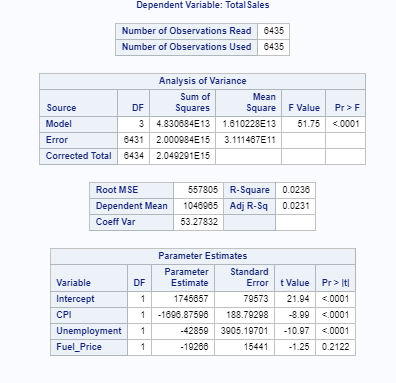 Dependent Variable: TotalSales
Number of Observations Read 6435
Number of Observations Used 6435
Analysis of Variance
Source DF Sum of Squares Mean Square F Value Pr > F
Model 3 4.830684E13 1.610228E13 51.75 <.0001
Error 6431 2.000984E15 3.111467E11
Corrected Total 6434 2.049291E15
Root MSE 557805 R-Square 0.0236
Dependent Mean 1046965 Adj R-Sq 0.0231
Coeff Var 53.27832
Parameter Estimates
Variable DF Parameter Estimate Standard Error t Value Pr > |t|
Intercept 1 1745657 79573 21.94 <.0001
CPI 1 -1696.87596 188.79298 -8.99 <.0001
Unemployment 1 -42859 3905.19701 -10.97 <.0001
Fuel_Price 1 -19266 15441 -1.25 0.2122